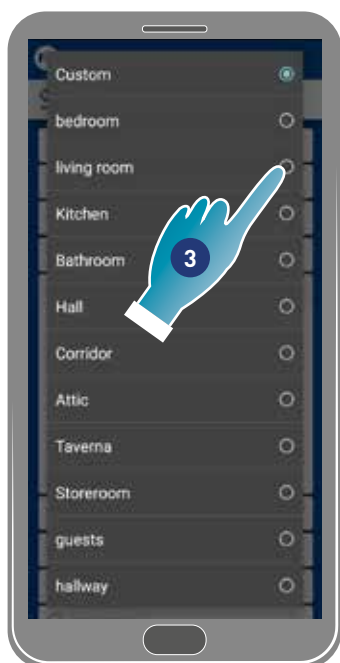 Custom
bedroom
living room
Kitchen
Bathroom
3
Hall
Corridor
Attic
Taverna
Storeroom
guests
hallway